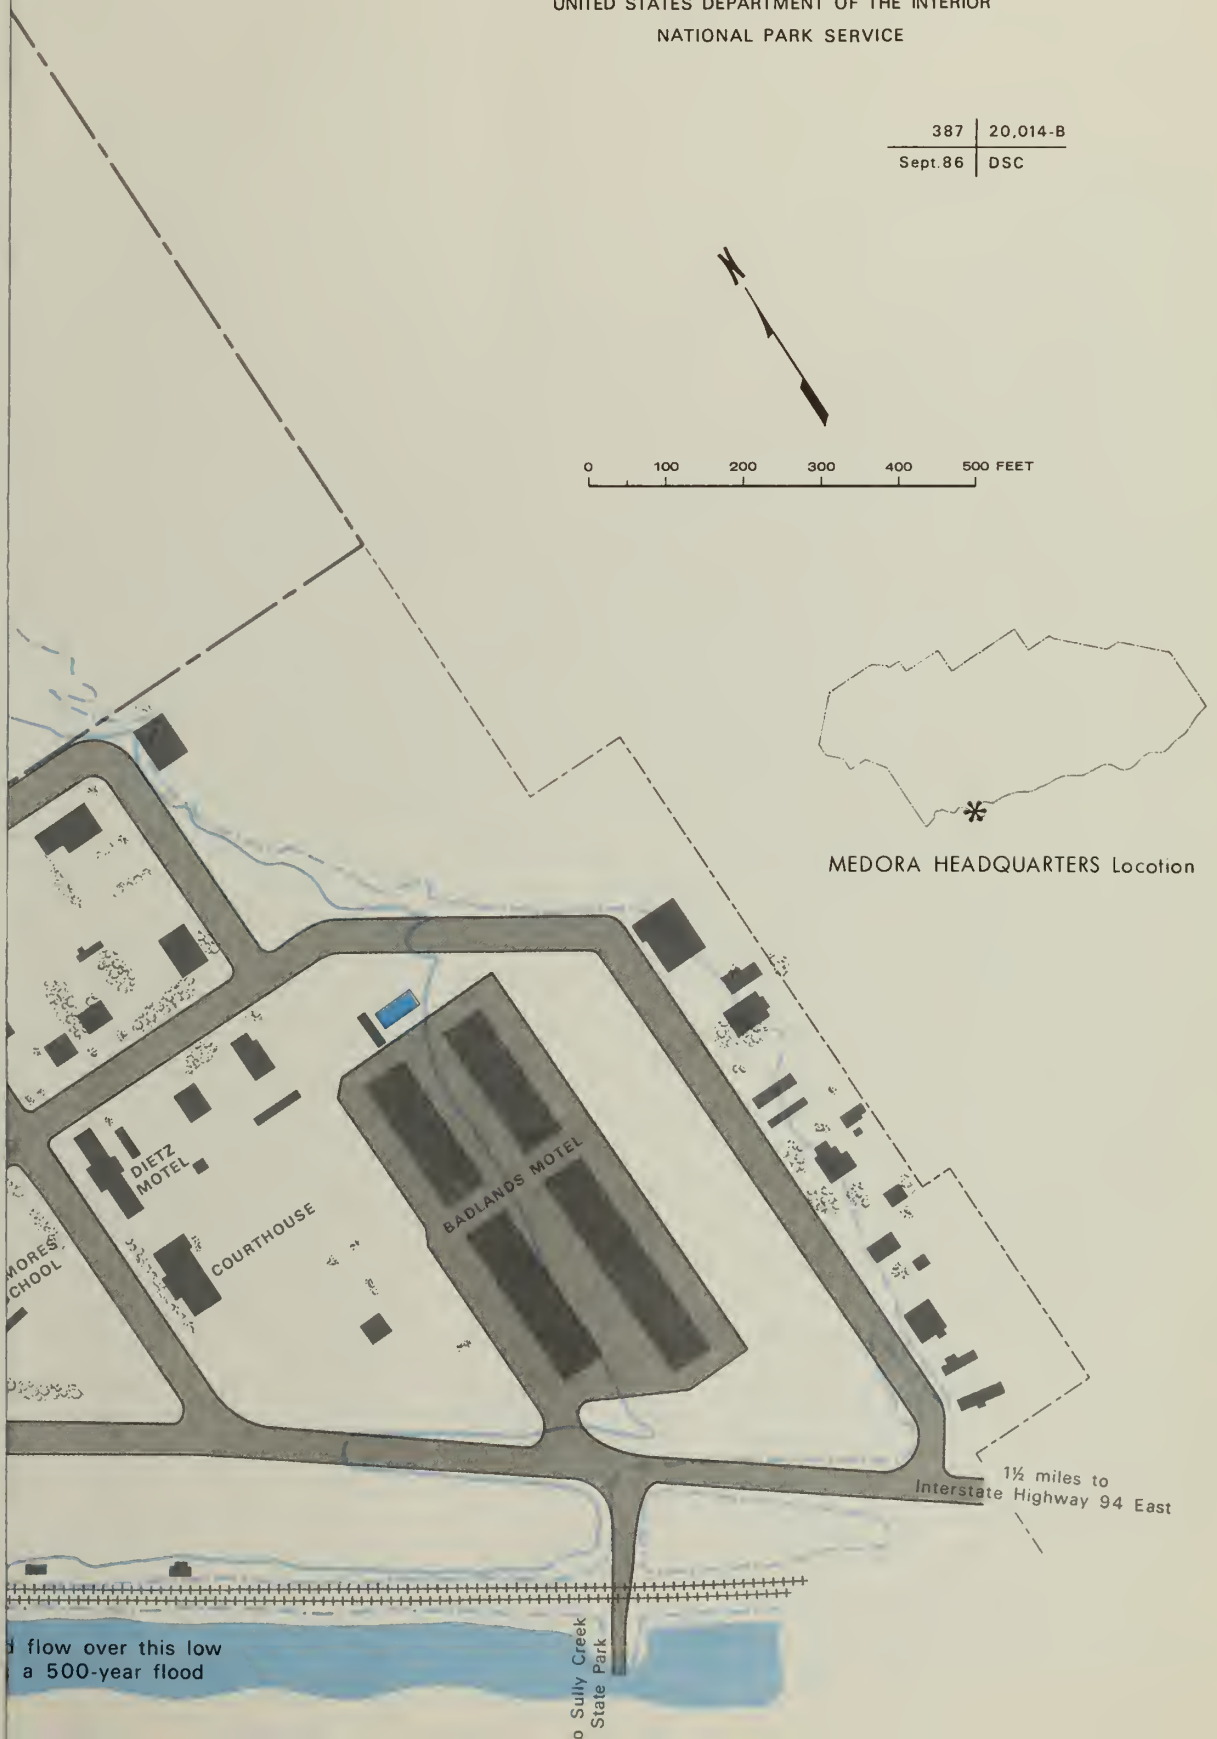 UNITED STATES DEPARTMENT OF THE INTERIOR
NATIONAL PARK SERVICE
387 20,014-B
Sept.86 DSC
N
0 100 200 300 400 500 FEET
MEDORA HEADQUARTERS Location
DIETZ
MOTEL
COURTHOUSE
BADLANDS MOTEL
MORES
SCHOOL
1½ miles to
Interstate Highway 94 East
flow over this low
a 500-year flood
o Sully Creek
State Park